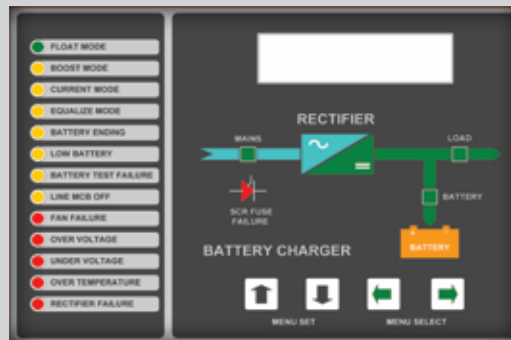 FLOAT MODE
BOOST MODE
CURRENT MODE
EQUALIZE MODE
BATTERY ENDING
LOW BATTERY
BATTERY TEST FAILURE
LINE MCB OFF
FAN FAILURE
OVER VOLTAGE
UNDER VOLTAGE
OVER TEMPERATURE
RECTIFIER FAILURE
RECTIFIER
MAINS
LOAD
SCR FUSE
FAILURE
BATTERY
BATTERY CHARGER
BATTERY
MENU SET
MENU SELECT